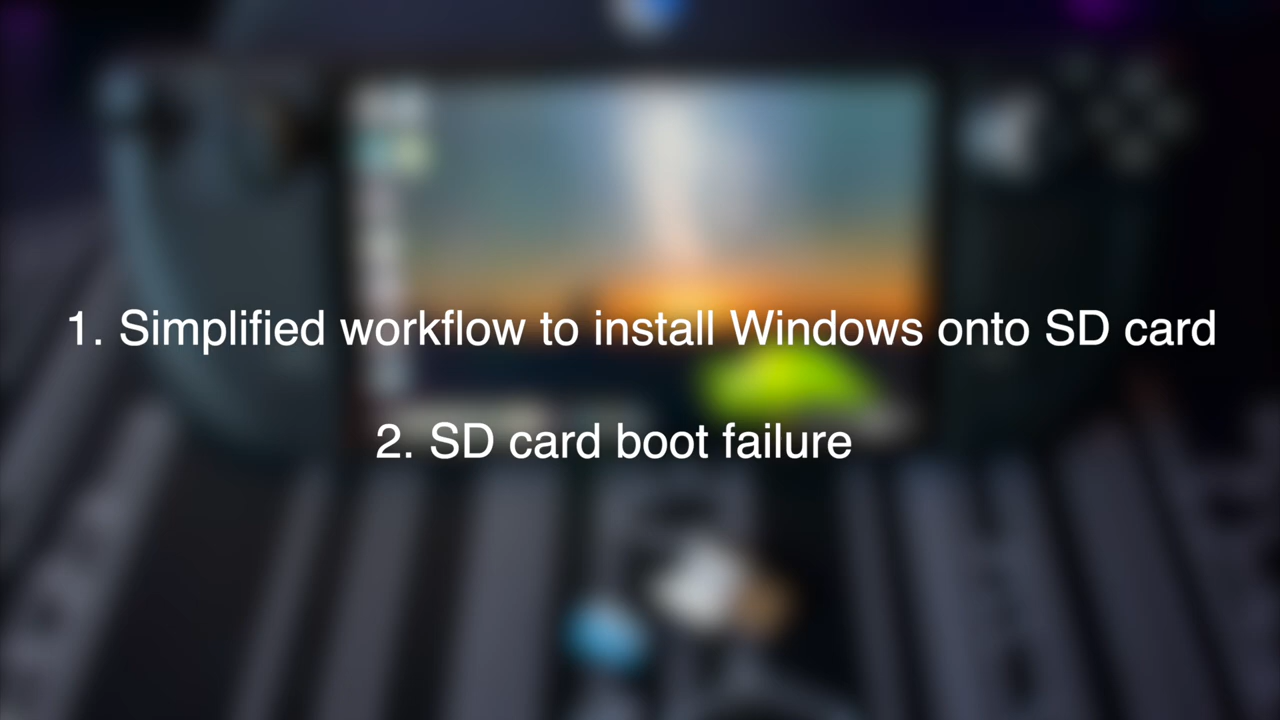 1. Simplified workflow to install Windows onto SD card
2. SD card boot failure